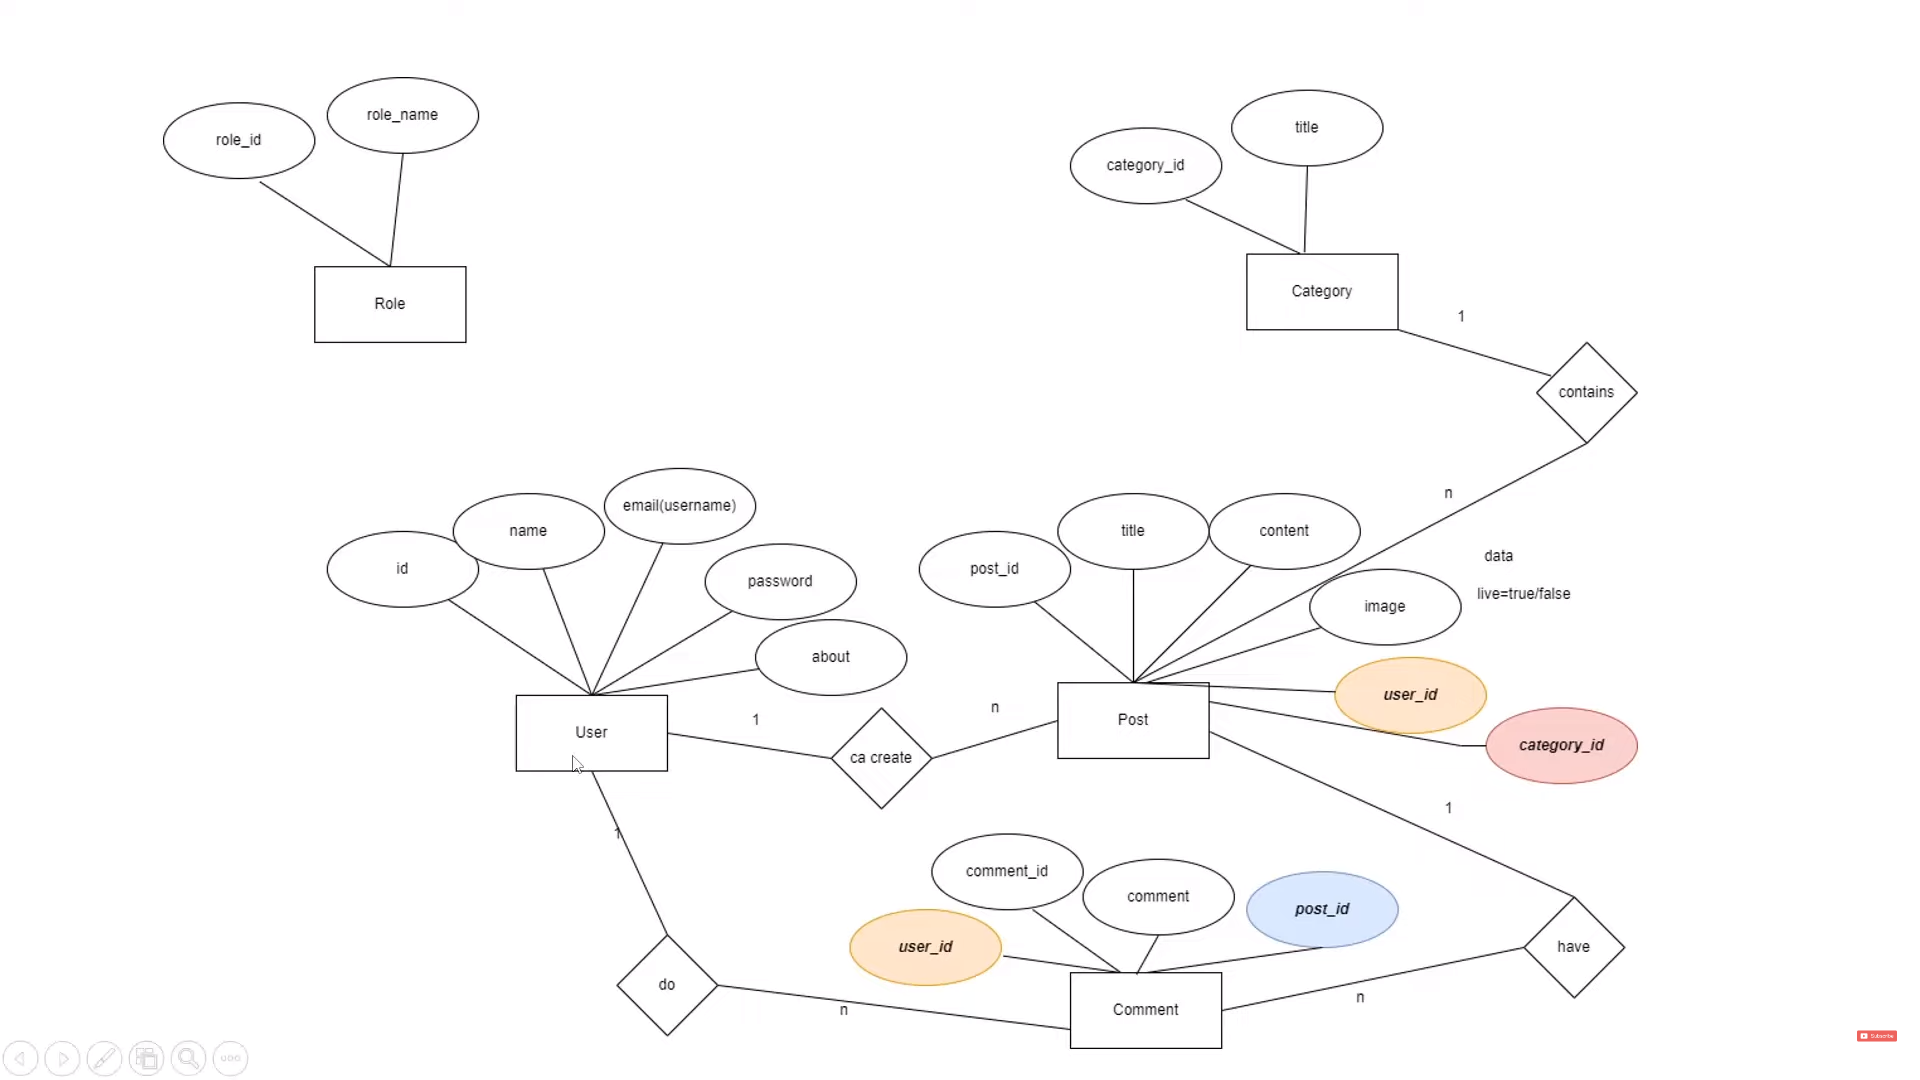 role_name
role_id
title
category_id
Role
Category
1
contains
n
email(username)
name
title
content
id
post_id
data
password
live=true/false
image
about
user_id
n
1
User
Post
category_id
ca create
1
1
comment_id
comment
post_id
user_id
have
do
n
n
Comment
Subscribe